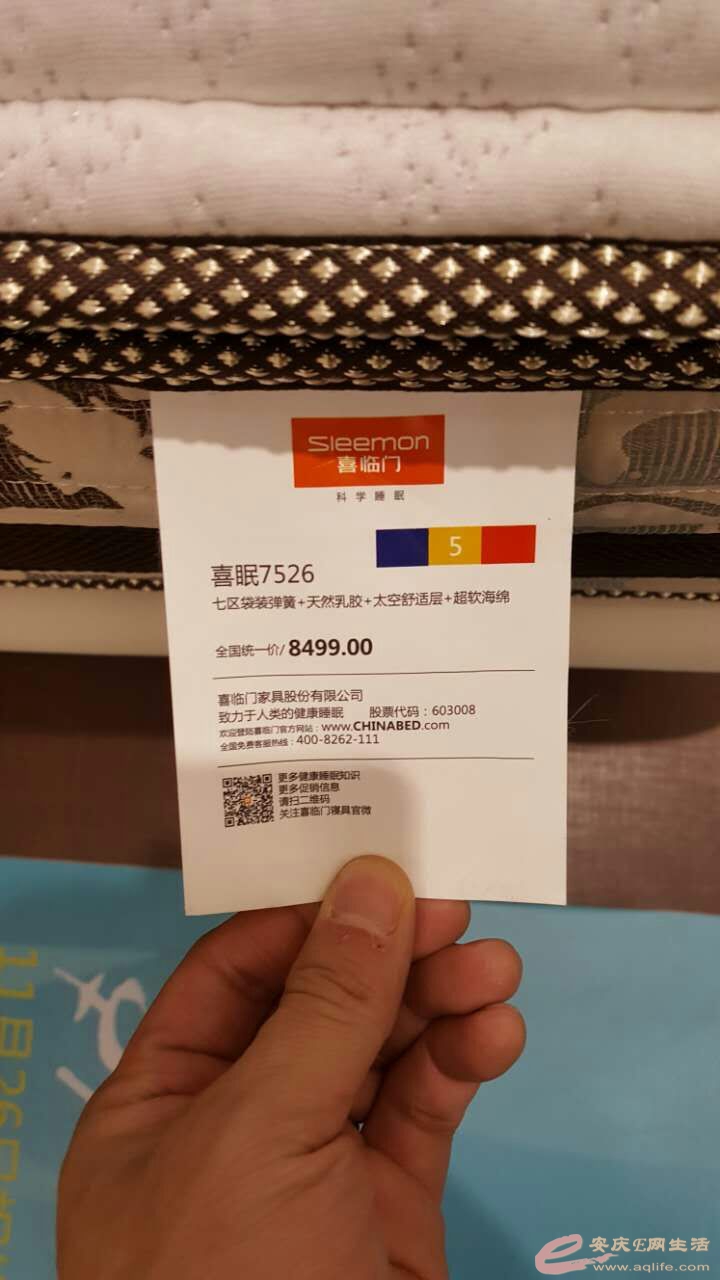 Sleemon
喜临门
科学睡眠
5
喜眠7526
七区袋装弹簧+天然乳胶+太空舒适层+超软海绵
全国统一价/8499.00
喜临门家具股份有限公司
致力于人类的健康睡眠 股票代码：603008
欢迎登陆喜临门官方网站：www.CHINABED.com
全国免费客服热线：400-8262-111
更多健康睡眠知识
更多促销信息
请扫二维码
关注喜临门寝具官微
11月26日
安庆E网生活
www.aqlife.com